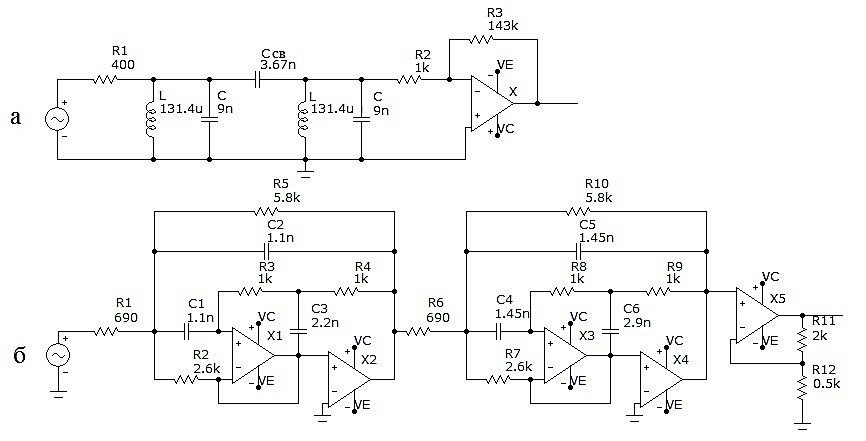 R1
400
Cсв
3.67n
R2
1k
R3
143k
L
131.4u
C
9n
L
131.4u
C
9n
VE
X
VC
-
+
+
-
-
+
а
R5
5.8k
C2
1.1n
R3
1k
R4
1k
R1
690
C1
1.1n
C3
2.2n
VC
X1
VE
R2
2.6k
VC
X2
VE
R10
5.8k
C5
1.45n
R8
1k
R9
1k
R6
690
C4
1.45n
C6
2.9n
VC
X3
VE
R7
2.6k
VC
X4
VE
VC
X5
VE
R11
2k
R12
0.5k
б